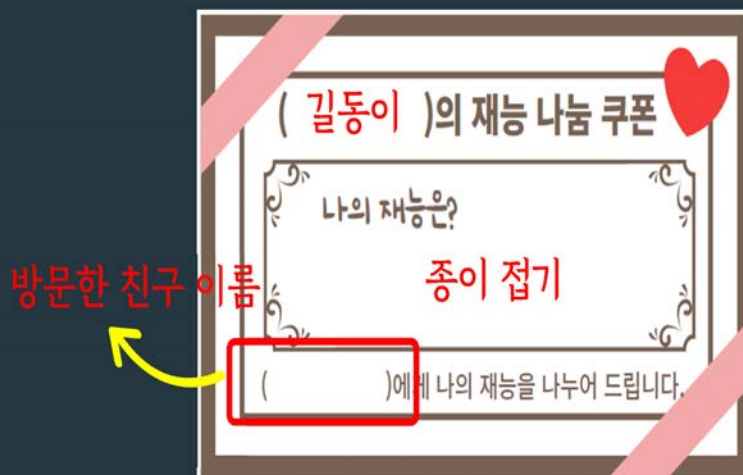 ( 길동이 )의 재능 나눔 쿠폰
나의 재능은?
종이 접기
방문한 친구 이름
(          )에게 나의 재능을 나누어 드립니다.